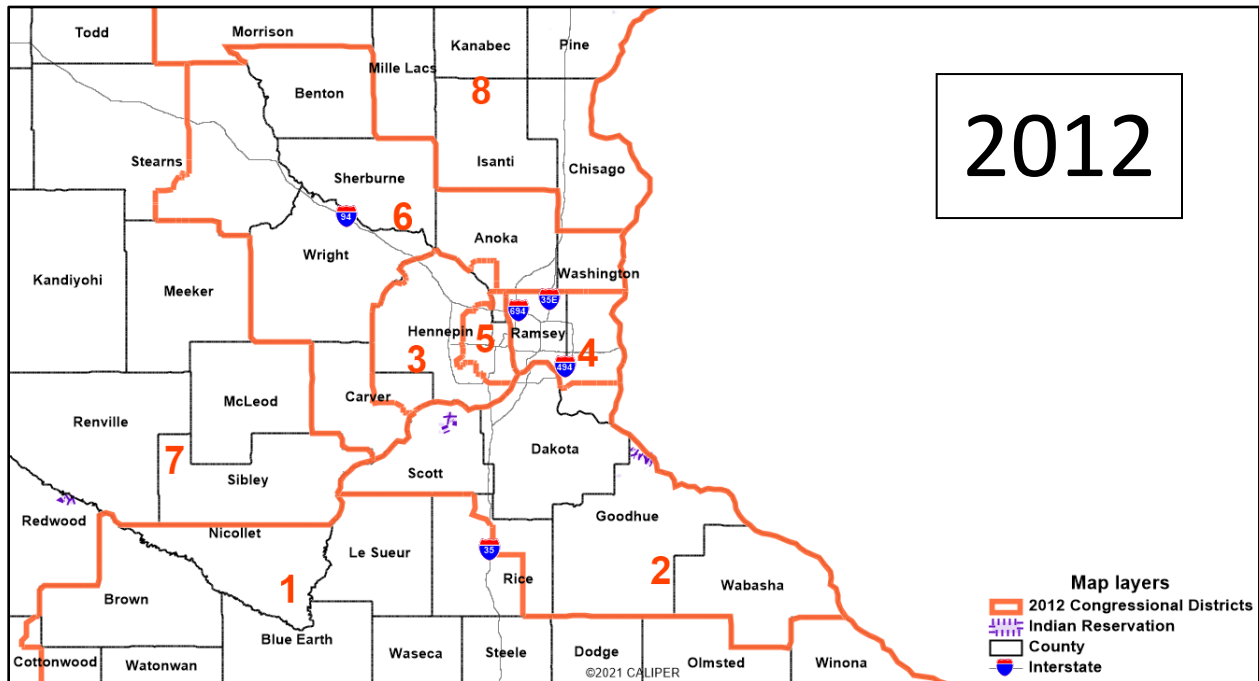 Todd
Morrison
Kanabec
Pine
Mille Lacs
Benton
8
2012
Stearns
Isanti
Chisago
Sherburne
94
6
Anoka
Wright
Washington
Kandiyohi
Meeker
35E
694
Hennepin
5
Ramsey
3
4
494
Carver
McLeod
Renville
Dakota
7
Scott
Sibley
Goodhue
Redwood
Nicollet
Le Sueur
35
2
Rice
1
Wabasha
Brown
Blue Earth
Map layers
2012 Congressional Districts
Indian Reservation
County
Interstate
Cottonwood
Watonwan
Waseca
Steele
Dodge
Olmsted
Winona
©2021 CALIPER